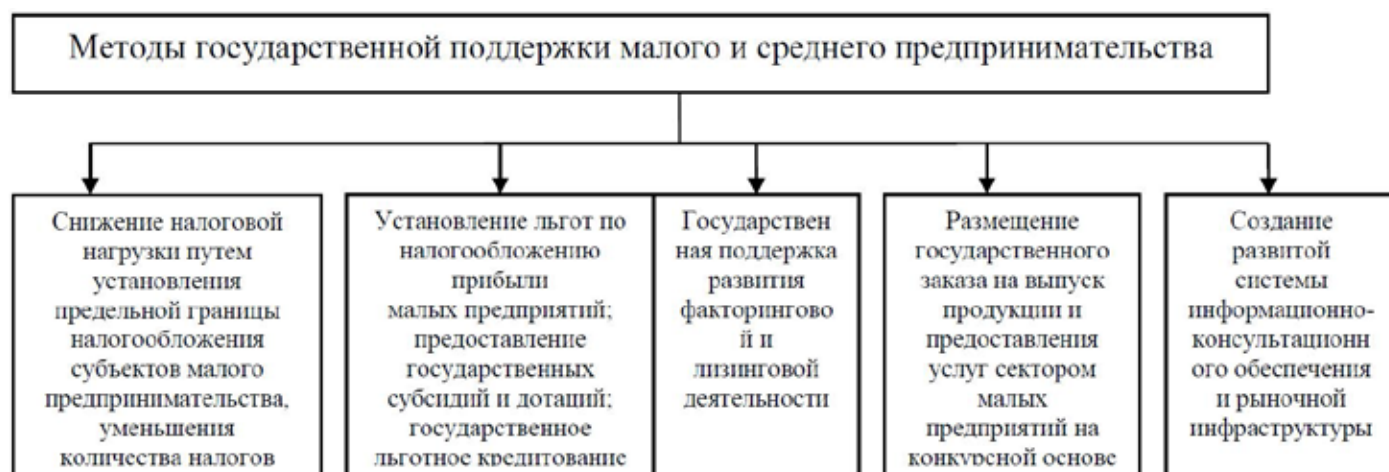 Методы государственной поддержки малого и среднего предпринимательства
Снижение налоговой
нагрузки путем
установления
предельной границы
налогообложения
субъектов малого
предпринимательства,
уменьшения
количества налогов
Установление льгот по
налогообложению
прибыли
малых предприятий;
предоставление
государственных
субсидий и дотаций;
государственное
льготное кредитование
Государствен
ная поддержка
развития
факторингово
й и
лизинговой
деятельности
Размещение
государственного
заказа на выпуск
продукции и
предоставления
услуг сектором
малых
предприятий на
конкурсной основе
Создание
развитой
системы
информационно-
консультационн
ого обеспечения
и рыночной
инфраструктуры